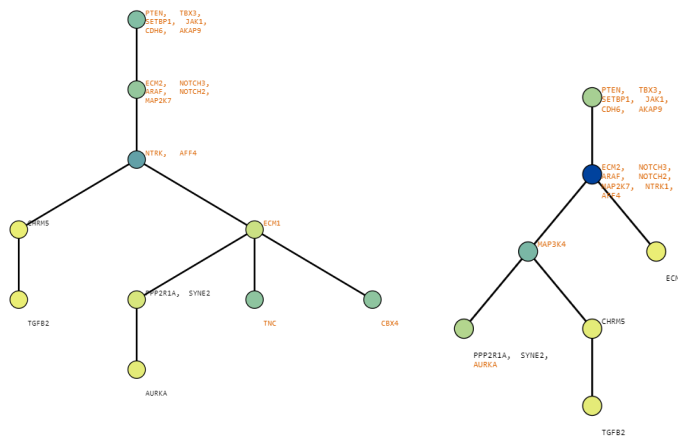 PTEN, TBX3,
SETBP1, JAK1,
CDH6, AKAP9
ECM2, NOTCH3,
ARAF, NOTCH2,
MAP2K7
NTRK, AFF4
CHRM5
ECM1
TGFB2
PPP2R1A, SYNE2
TNC
CBX4
AURKA
PTEN, TBX3,
SETBP1, JAK1,
CDH6, AKAP9
ECM2, NOTCH3,
ARAF, NOTCH2,
MAP2K7, NTRK1,
AFF4
MAP3K4
ECM
PPP2R1A, SYNE2,
AURKA
CHRM5
TGFB2